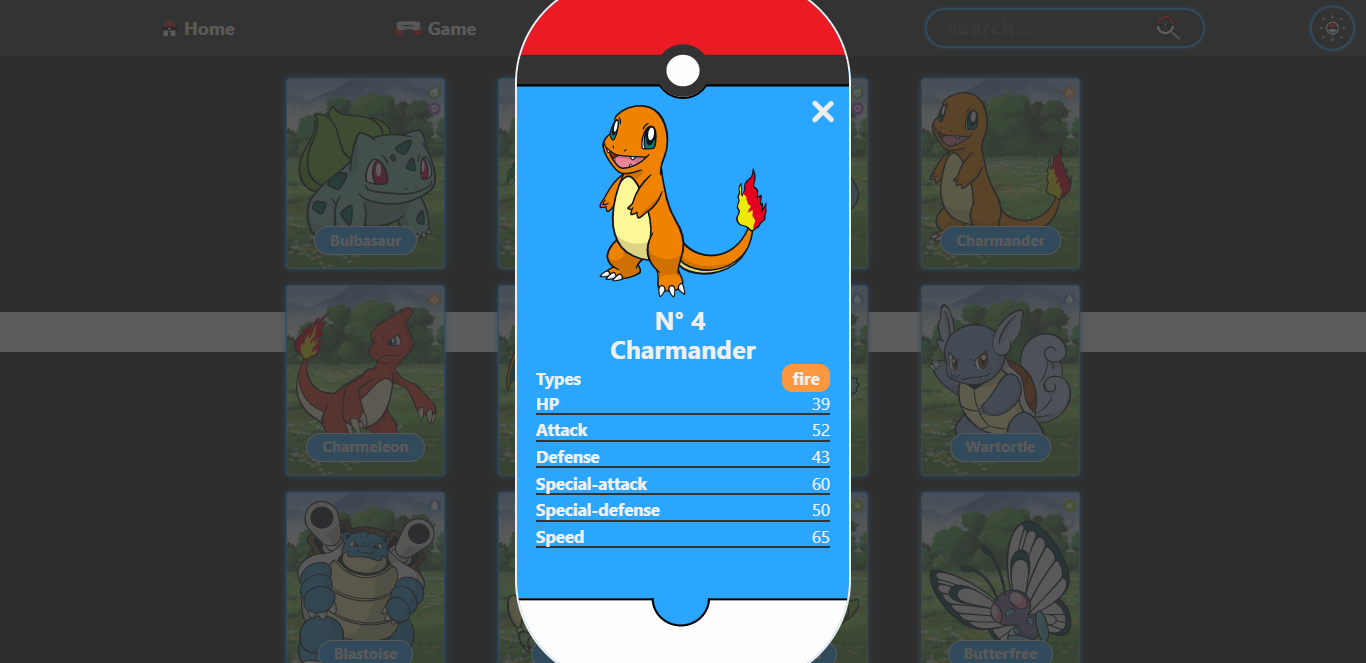 Home
Game
search...
Bulbasaur
Charmander
N° 4
Charmander
Types fire
HP 39
Attack 52
Defense 43
Special-attack 60
Special-defense 50
Speed 65
Charmeleon
Wartortle
Blastoise
Butterfree